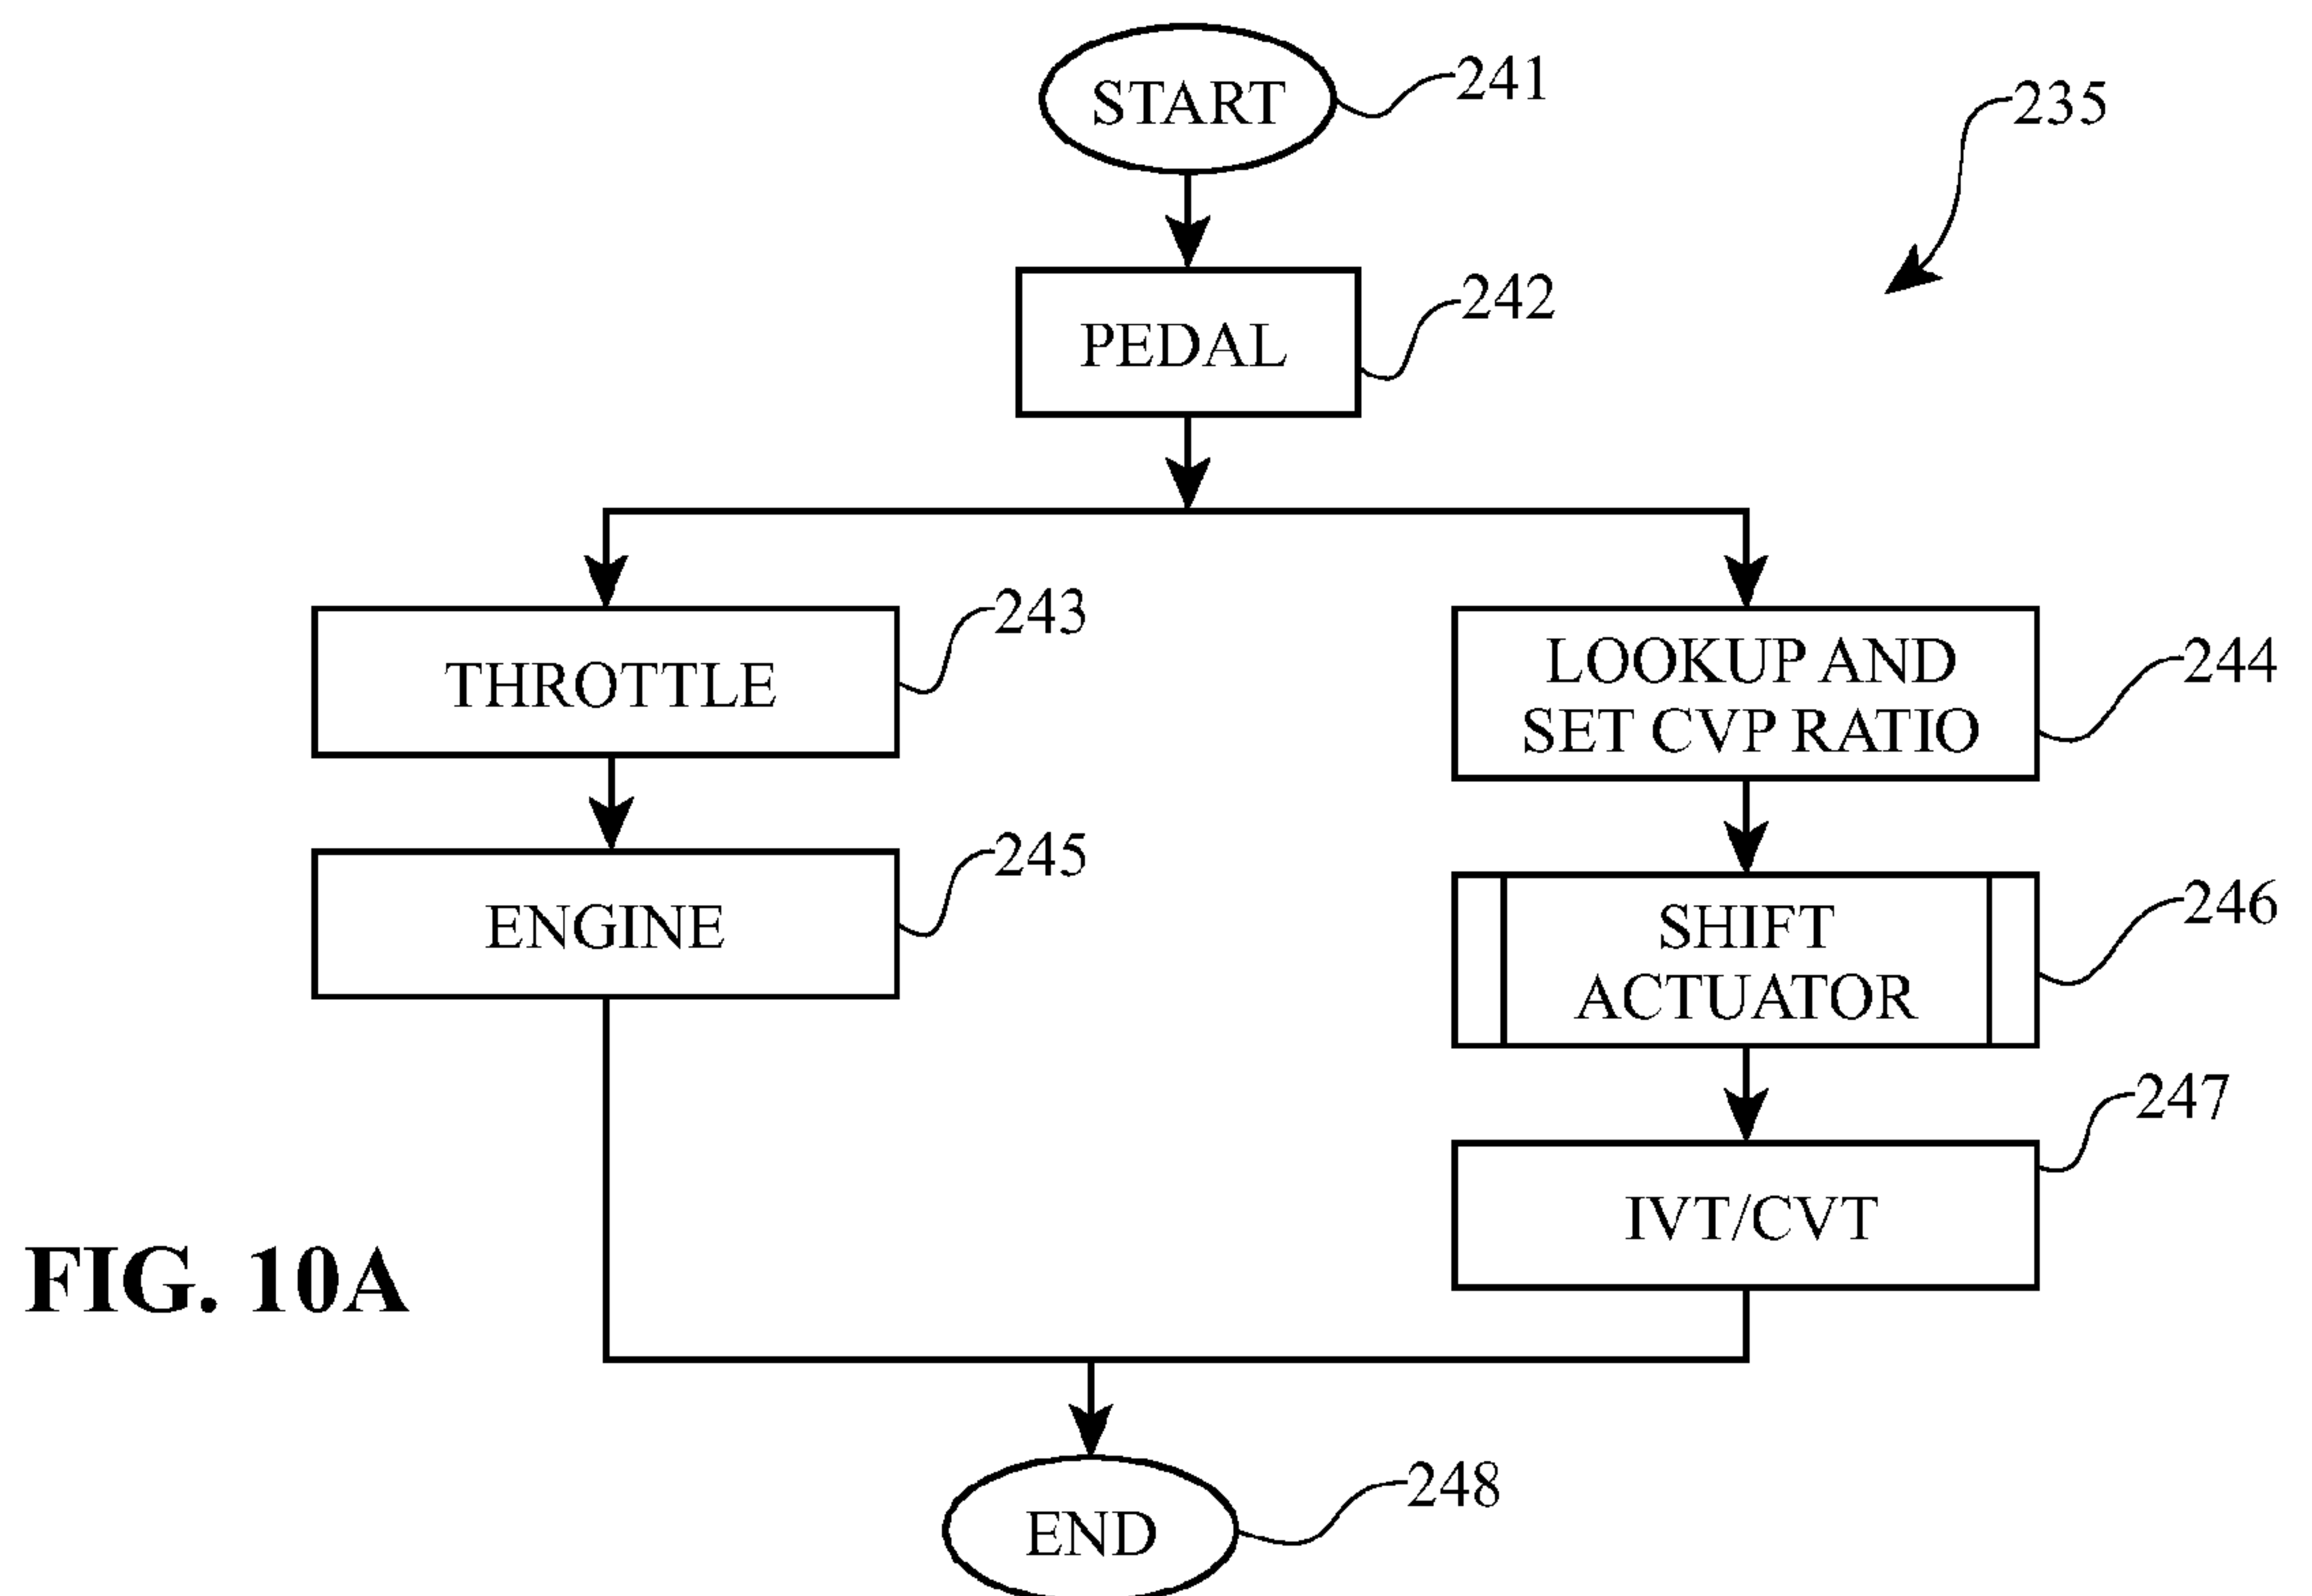 START
241
235
PEDAL
242
THROTTLE
243
LOOKUP AND
SET CVP RATIO
244
ENGINE
245
SHIFT
ACTUATOR
246
IVT/CVT
247
FIG. 10A
END
248